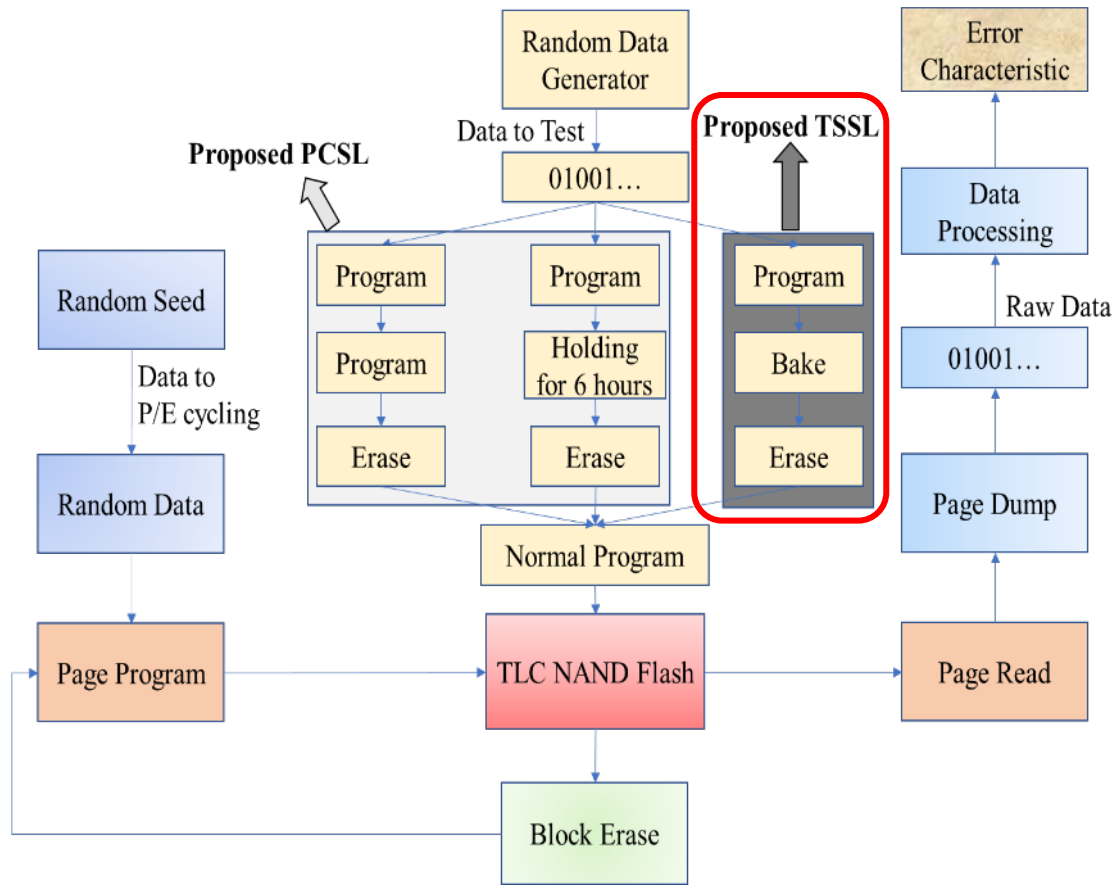 Random Data
Generator
Error
Characteristic
Data to Test
Proposed TSSL
Proposed PCSL
01001...
Data
Processing
Program
Program
Program
Random Seed
Raw Data
Program
Holding
for 6 hours
Bake
01001...
Data to
P/E cycling
Erase
Erase
Erase
Random Data
Page Dump
Normal Program
Page Program
TLC NAND Flash
Page Read
Block Erase